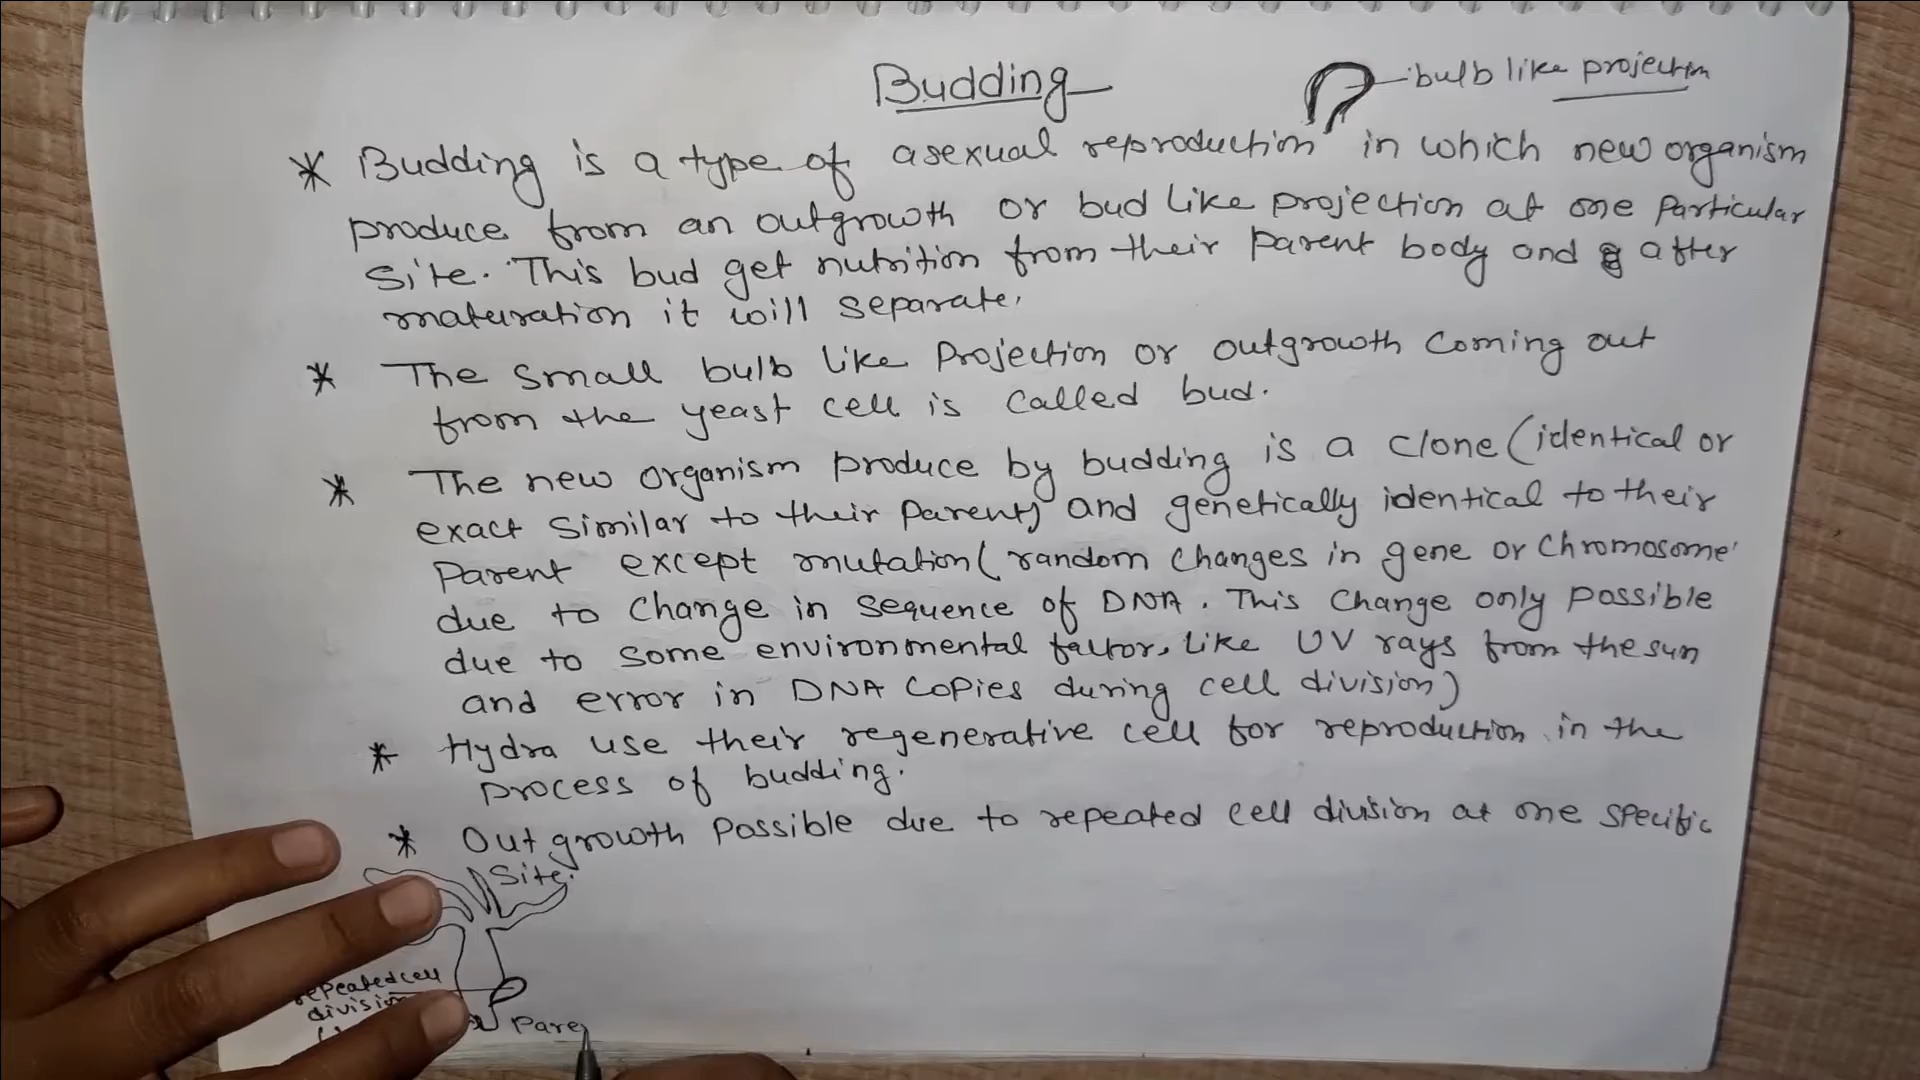 Budding
bulb like projection
* Budding is a type of asexual reproduction in which new organism
produce from an outgrowth or bud like projection at one particular
site. This bud get nutrition from their parent body and after
maturation it will separate.
* The small bulb like projection or outgrowth coming out
from the yeast cell is called bud.
* The new organism produce by budding is a clone (identical or
exact similar to their parent) and genetically identical to their
parent except mutation (random changes in gene or chromosome
due to change in sequence of DNA. This change only possible
due to some environmental factor, like UV rays from the sun
and error in DNA copies during cell division)
* Hydra use their regenerative cell for reproduction in the
process of budding.
* Outgrowth possible due to repeated cell division at one specific
site.
repeated cell
division
Pare